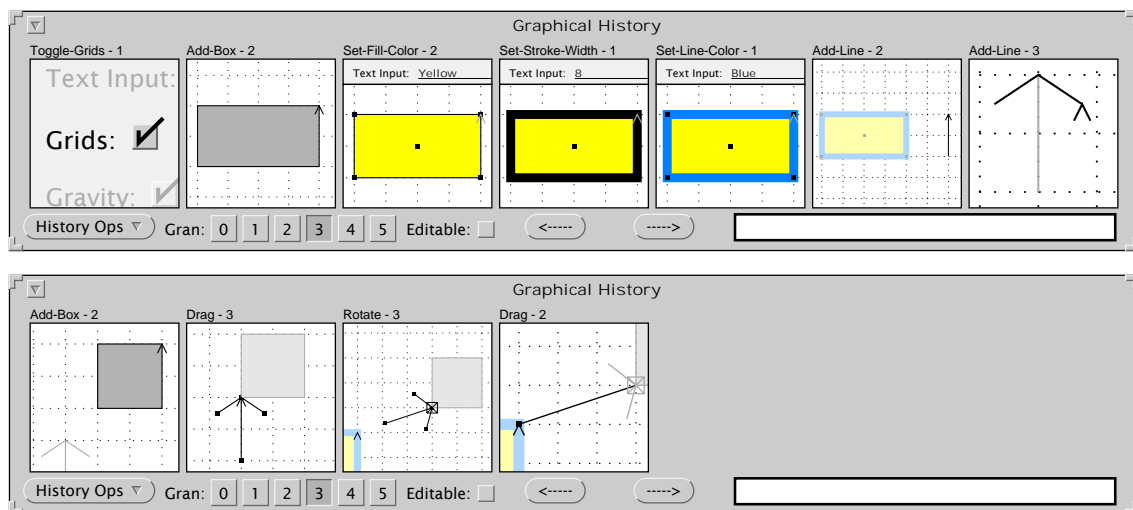 Graphical History
Toggle-Grids - 1 Add-Box - 2 Set-Fill-Color - 2 Set-Stroke-Width - 1 Set-Line-Color - 1 Add-Line - 2 Add-Line - 3
Text Input: Text Input: Yellow Text Input: 8 Text Input: Blue
Grids:
Gravity:
History Ops Gran: 0 1 2 3 4 5 Editable: <----- ----->
Graphical History
Add-Box - 2 Drag - 3 Rotate - 3 Drag - 2
History Ops Gran: 0 1 2 3 4 5 Editable: <----- ----->